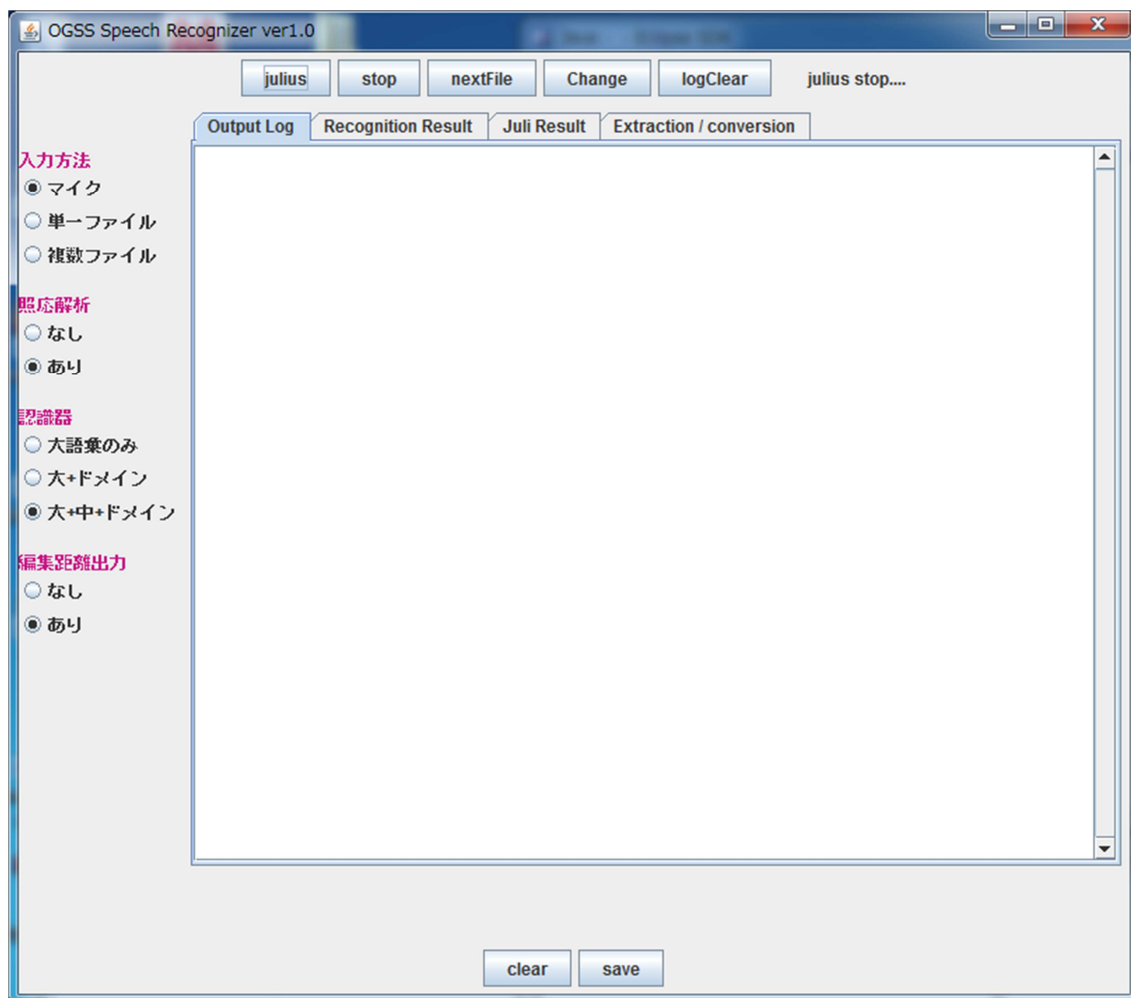 OGSS Speech Recognizer ver1.0
julius stop nextFile Change logClear julius stop....
Output Log Recognition Result Juli Result Extraction / conversion
入力方法
マイク
単一ファイル
複数ファイル
照応解析
なし
あり
認識器
大語彙のみ
大+ドメイン
大+中+ドメイン
編集距離出力
なし
あり
clear save